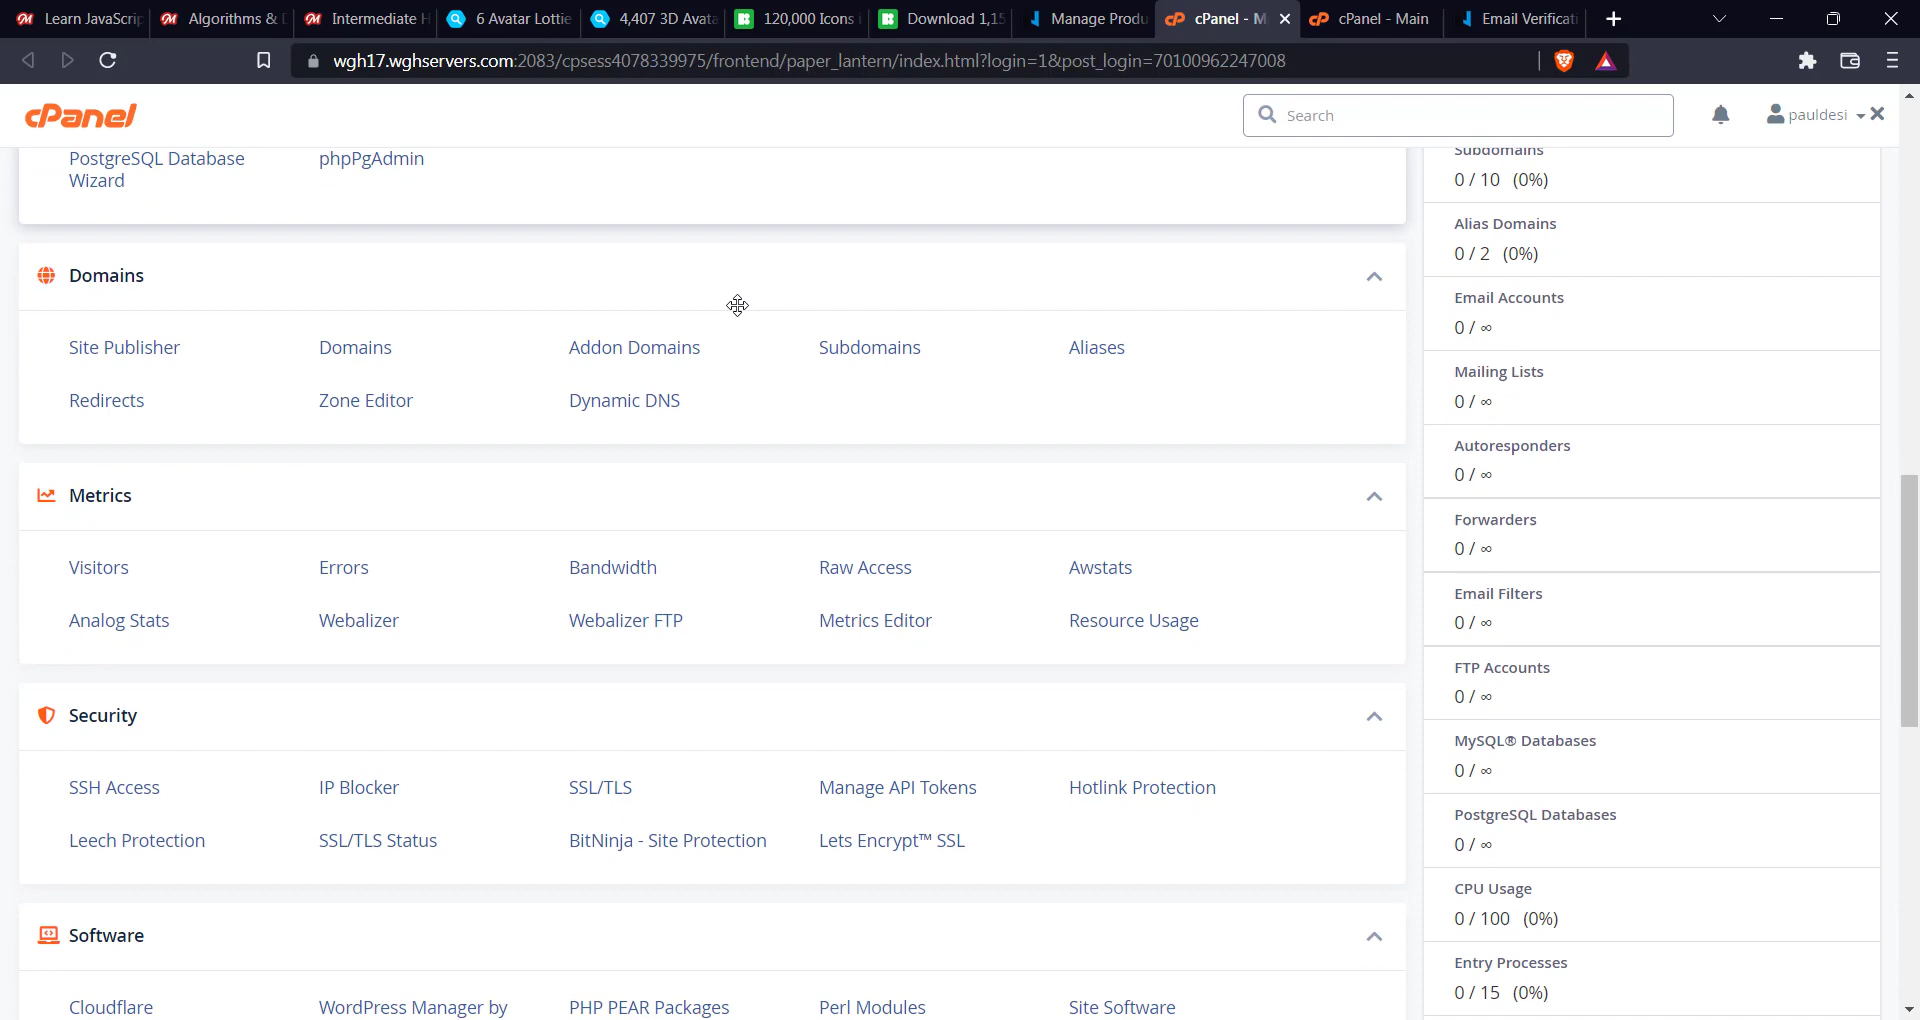 Learn JavaScrip
Algorithms & D
Intermediate H
6 Avatar Lottie
4,407 3D Avata
120,000 Icons i
Download 1,15
Manage Produ
cPanel - M
cPanel - Main
Email Verificati
wgh17.wghservers.com:2083/cpsess4078339975/frontend/paper_lantern/index.html?login=1&post_login=70100962247008
cPanel
Search
pauldesi
PostgreSQL Database
Wizard
phpPgAdmin
Domains
Site Publisher
Domains
Addon Domains
Subdomains
Aliases
Redirects
Zone Editor
Dynamic DNS
Metrics
Visitors
Errors
Bandwidth
Raw Access
Awstats
Analog Stats
Webalizer
Webalizer FTP
Metrics Editor
Resource Usage
Security
SSH Access
IP Blocker
SSL/TLS
Manage API Tokens
Hotlink Protection
Leech Protection
SSL/TLS Status
BitNinja - Site Protection
Lets Encrypt™ SSL
Software
Cloudflare
WordPress Manager by
PHP PEAR Packages
Perl Modules
Site Software
Subdomains
0 / 10 (0%)
Alias Domains
0 / 2 (0%)
Email Accounts
0 / ∞
Mailing Lists
0 / ∞
Autoresponders
0 / ∞
Forwarders
0 / ∞
Email Filters
0 / ∞
FTP Accounts
0 / ∞
MySQL® Databases
0 / ∞
PostgreSQL Databases
0 / ∞
CPU Usage
0 / 100 (0%)
Entry Processes
0 / 15 (0%)